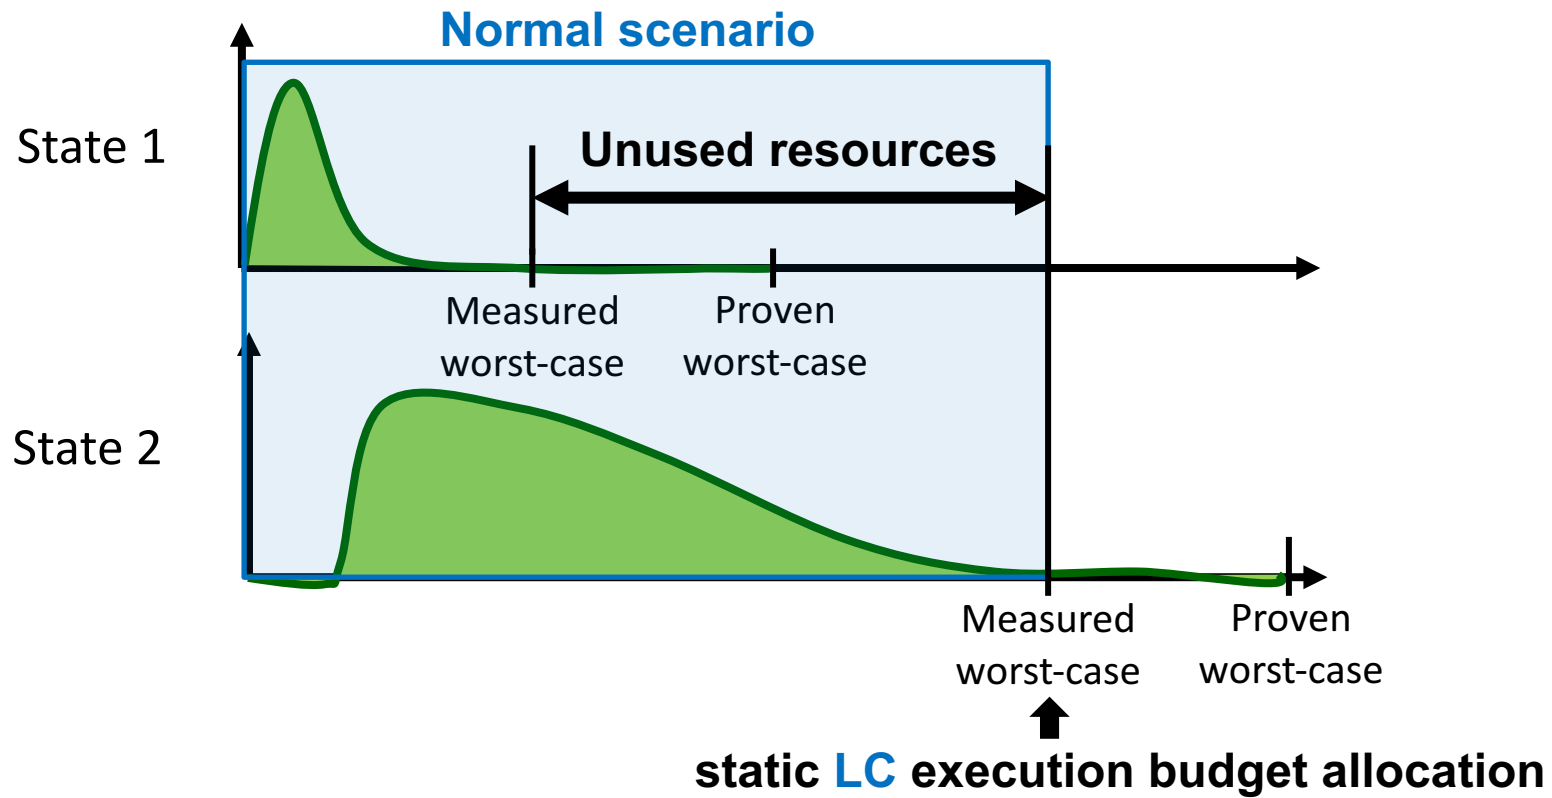 Normal scenario
State 1
Unused resources
Measured
worst-case
Proven
worst-case
State 2
Measured
worst-case
Proven
worst-case
static LC execution budget allocation